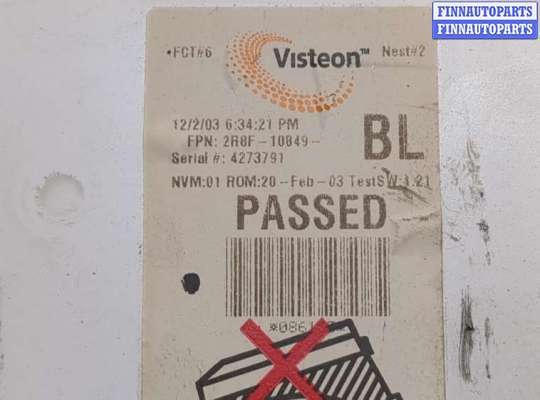 FINNAUTOPARTS
FINNAUTOPARTS
•FCT#6 Visteon™ Nest#2
12/2/03 6:34:21 PM
FPN: 2R8F-10849-
BL
Serial #: 4273791
NVM:01 ROM:20-Feb-03 TestSW:1.21
PASSED